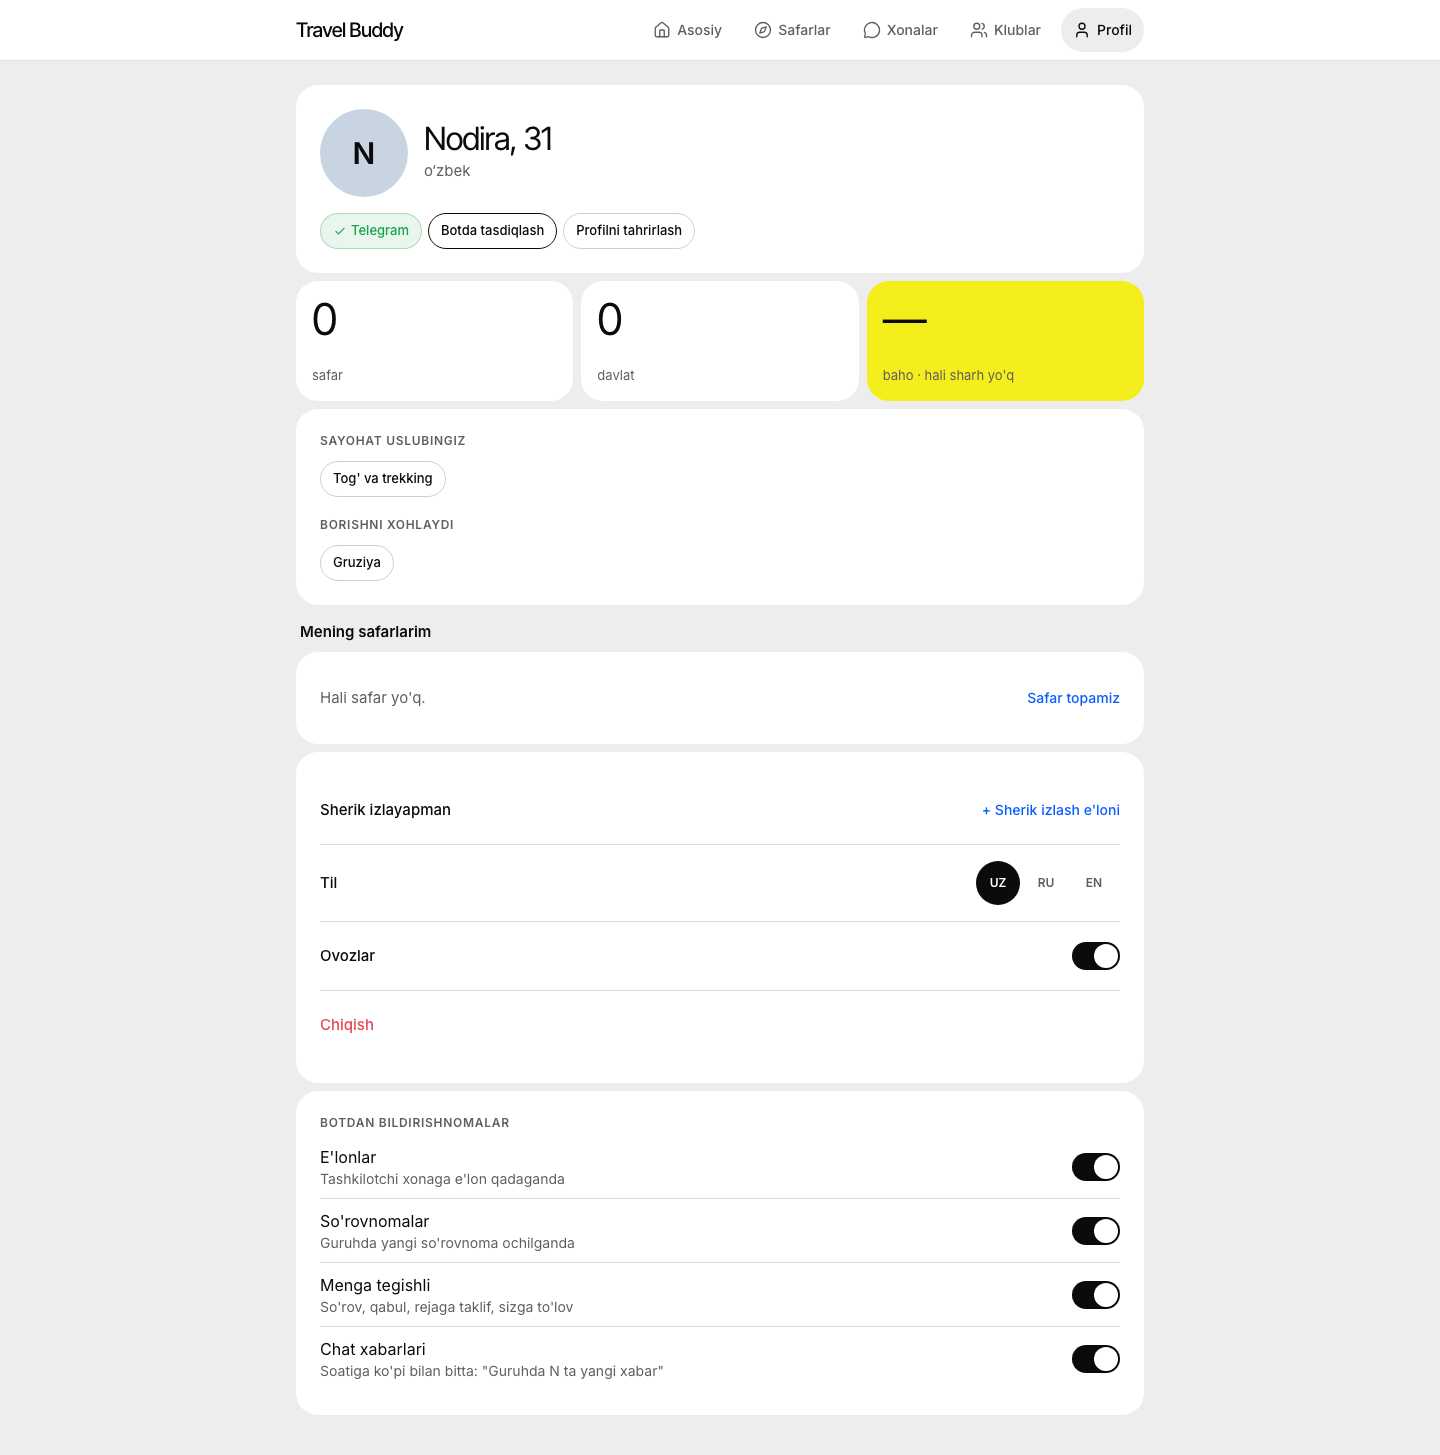 Travel Buddy
Asosiy
Safarlar
Xonalar
Klublar
Profil
N
Nodira, 31
oʻzbek
Telegram
Botda tasdiqlash
Profilni tahrirlash
0
safar
0
davlat
—
baho · hali sharh yo'q
SAYOHAT USLUBINGIZ
Tog' va trekking
BORISHNI XOHLAYDI
Gruziya
Mening safarlarim
Hali safar yo'q.
Safar topamiz
Sherik izlayapman
+ Sherik izlash e'loni
Til
UZ
RU
EN
Ovozlar
Chiqish
BOTDAN BILDIRISHNOMALAR
E'lonlar
Tashkilotchi xonaga e'lon qadaganda
So'rovnomalar
Guruhda yangi so'rovnoma ochilganda
Menga tegishli
So'rov, qabul, rejaga taklif, sizga to'lov
Chat xabarlari
Soatiga ko'pi bilan bitta: "Guruhda N ta yangi xabar"